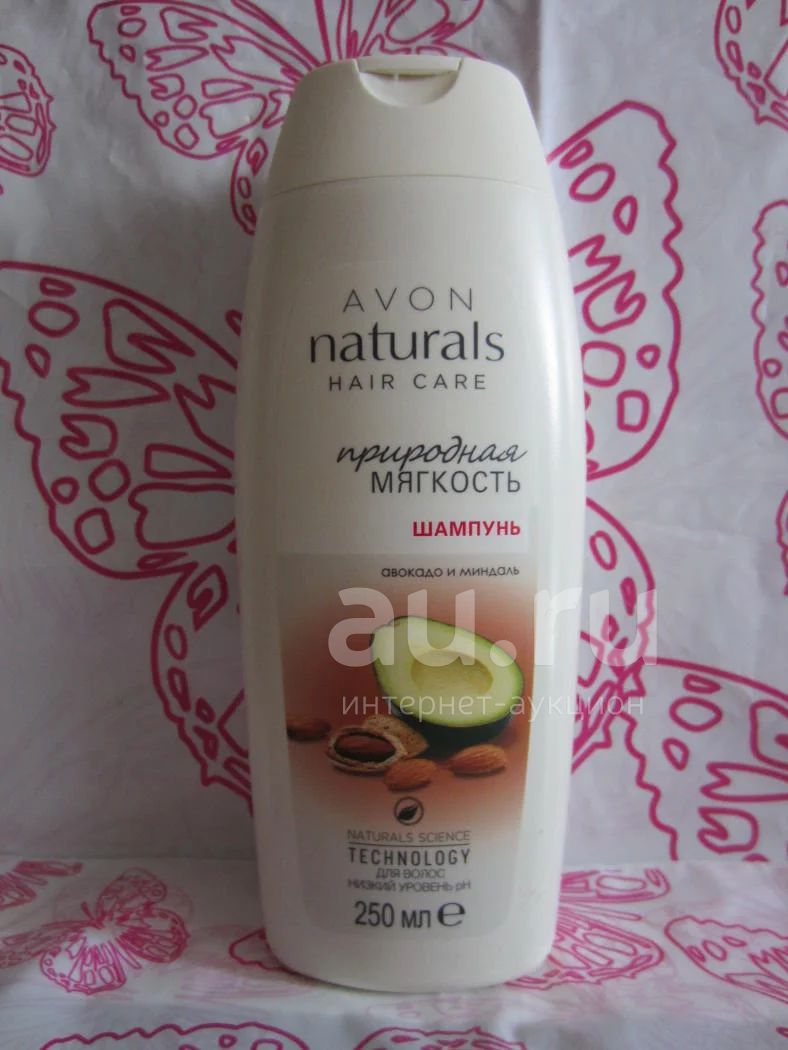 AVON
naturals
HAIR CARE
природная
МЯГКОСТЬ
ШАМПУНЬ
авокадо и миндаль
au.ru
интернет-аукцион
NATURALS SCIENCE
TECHNOLOGY
ДЛЯ ВОЛОС
НИЗКИЙ УРОВЕНЬ pH
250 мл ℮